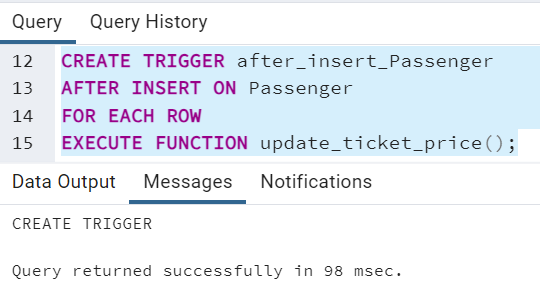 Query Query History
12 CREATE TRIGGER after_insert_Passenger
13 AFTER INSERT ON Passenger
14 FOR EACH ROW
15 EXECUTE FUNCTION update_ticket_price();
Data Output Messages Notifications
CREATE TRIGGER
Query returned successfully in 98 msec.